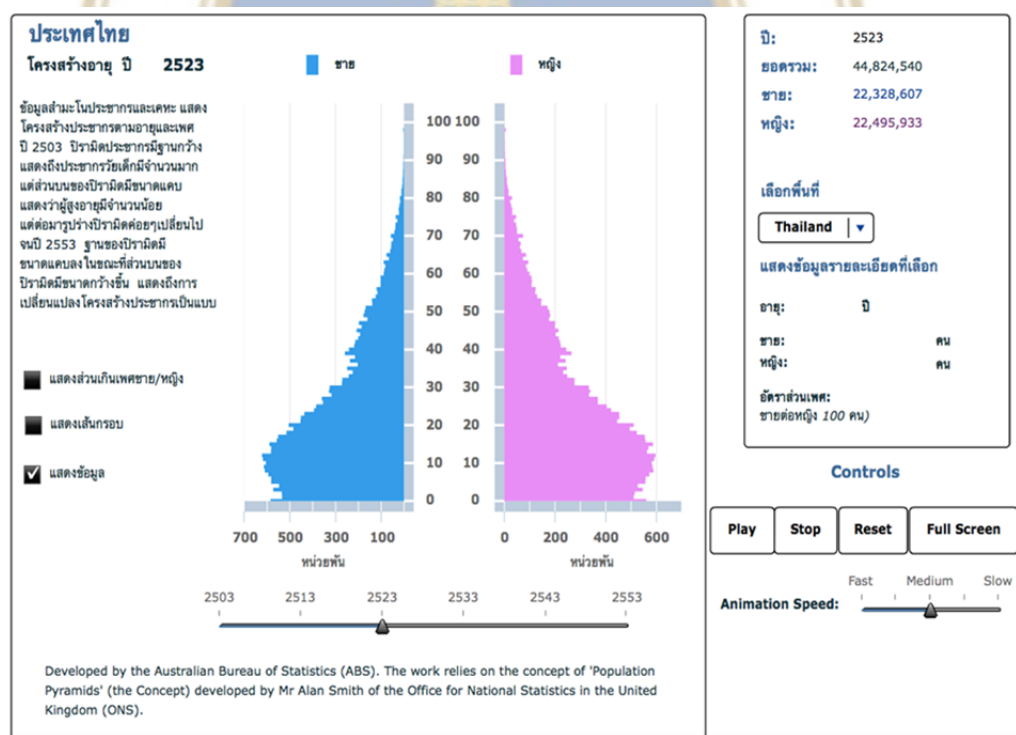 ประเทศไทย
โครงสร้างอายุ ปี 2523
ชาย
หญิง
ข้อมูลสำมะโนประชากรและเคหะ แสดง
โครงสร้างประชากรตามอายุและเพศ
ปี 2503 ปิรามิดประชากรมีฐานกว้าง
แสดงถึงประชากรวัยเด็กมีจำนวนมาก
แต่ส่วนบนของปิรามิดมีขนาดแคบ
แสดงว่าผู้สูงอายุมีจำนวนน้อย
แต่ต่อมารูปร่างปิรามิดค่อยๆเปลี่ยนไป
จนปี 2553 ฐานของปิรามิดมี
ขนาดแคบลงในขณะที่ส่วนบนของ
ปิรามิดมีขนาดกว้างขึ้น แสดงถึงการ
เปลี่ยนแปลงโครงสร้างประชากรเป็นแบบ
แสดงส่วนเกินเพศชาย/หญิง
แสดงเส้นกรอบ
แสดงข้อมูล
100 100
90 90
80 80
70 70
60 60
50 50
40 40
30 30
20 20
10 10
0 0
700 500 300 100
0 200 400 600
หน่วยพัน
หน่วยพัน
2503 2513 2523 2533 2543 2553
Developed by the Australian Bureau of Statistics (ABS). The work relies on the concept of 'Population
Pyramids' (the Concept) developed by Mr Alan Smith of the Office for National Statistics in the United
Kingdom (ONS).
ปี: 2523
ยอดรวม: 44,824,540
ชาย: 22,328,607
หญิง: 22,495,933
เลือกพื้นที่
Thailand
แสดงข้อมูลรายละเอียดที่เลือก
อายุ: ปี
ชาย: คน
หญิง: คน
อัตราส่วนเพศ:
ชายต่อหญิง 100 คน)
Controls
Play Stop Reset Full Screen
Fast Medium Slow
Animation Speed: